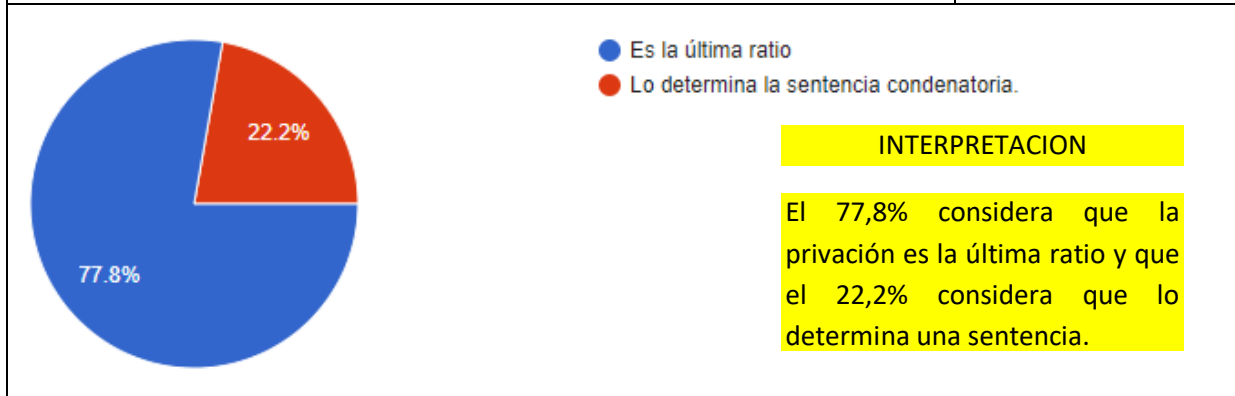 Es la última ratio
Lo determina la sentencia condenatoria.
22.2%
77.8%
INTERPRETACION
El 77,8% considera que la
privación es la última ratio y que
el 22,2% considera que lo
determina una sentencia.